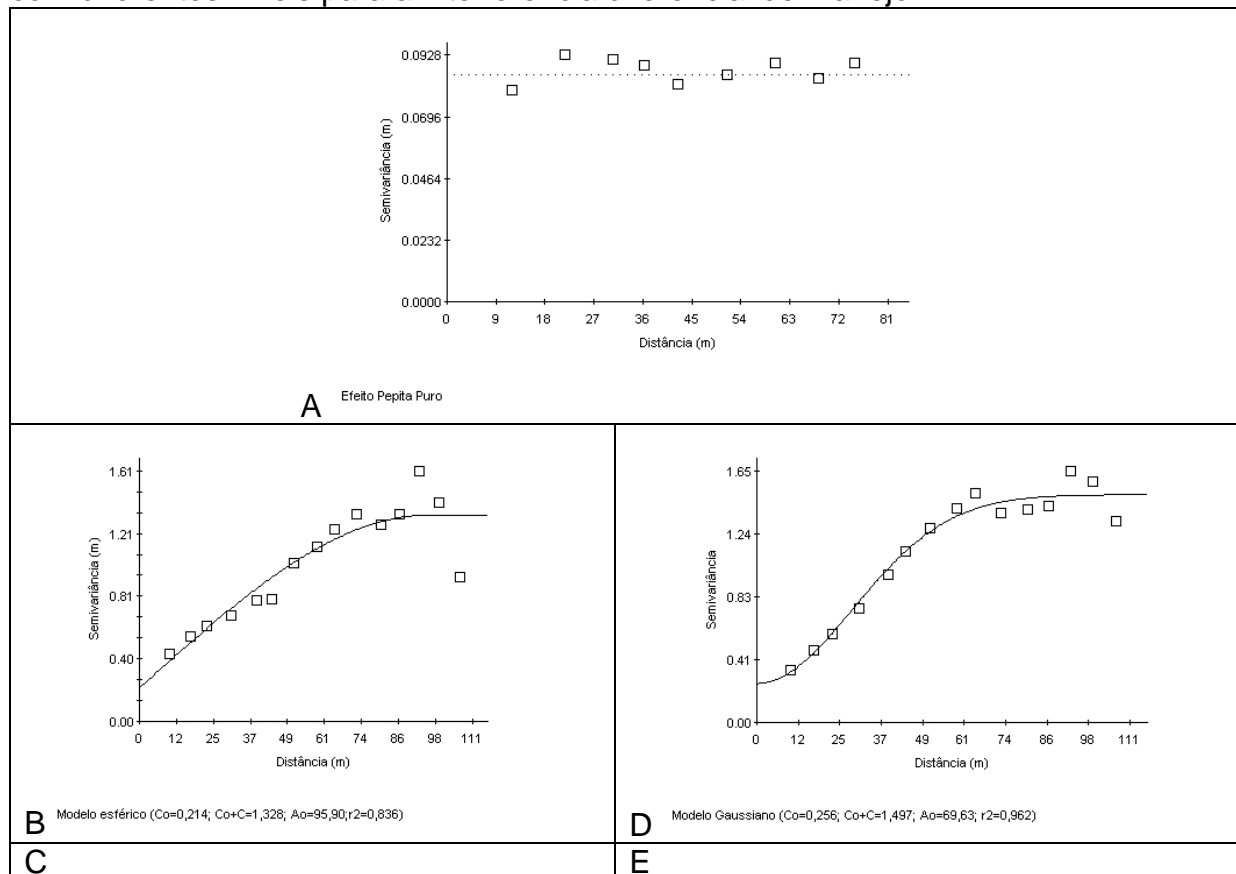 0.0928
0.0696
0.0464
0.0232
0.0000
Semivariância (m)
0 9 18 27 36 45 54 63 72 81
Distância (m)
A Efeito Pepita Puro
1.61
1.21
0.81
0.40
0.00
Semivariância (m)
0 12 25 37 49 61 74 86 98 111
Distância (m)
B Modelo esférico (Co=0,214; Co+C=1,328; Ao=95,90;r2=0,836)
1.65
1.24
0.83
0.41
0.00
Semivariância
0 12 25 37 49 61 74 86 98 111
Distância (m)
D Modelo Gaussiano (Co=0,256; Co+C=1,497; Ao=69,63; r2=0,962)
C
E